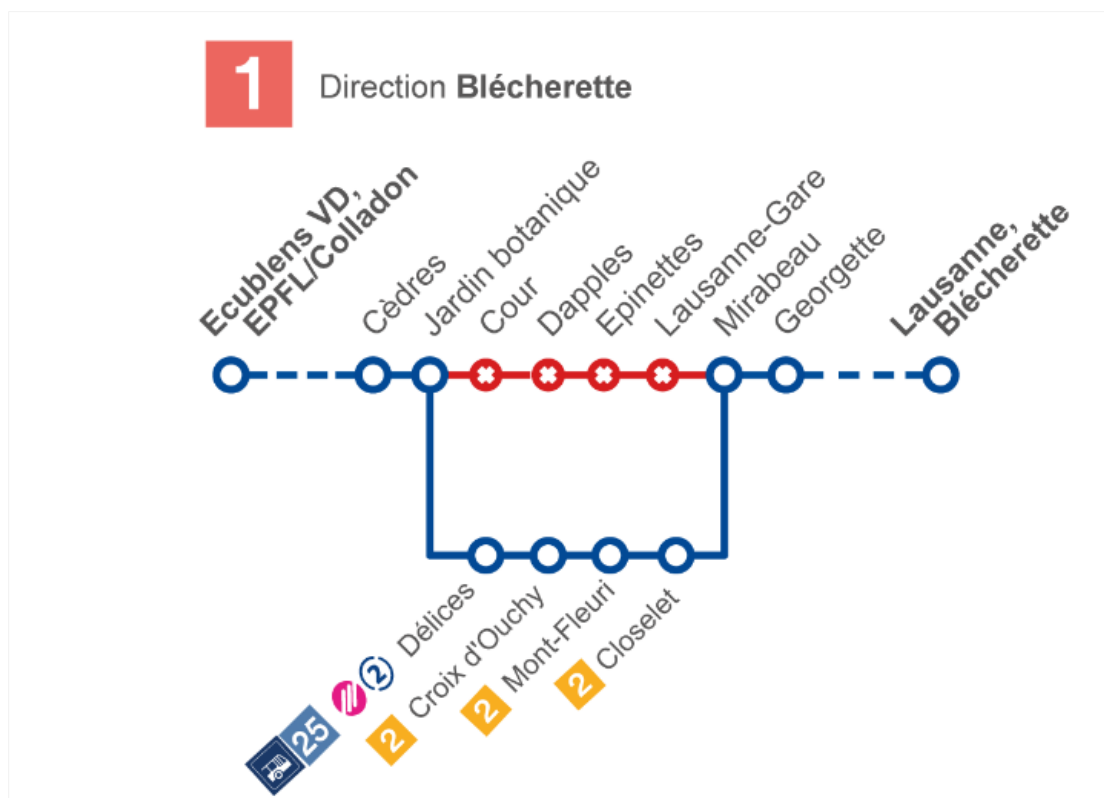 1
Direction Blécherette
Ecublens VD,
EPFL/Colladon
Cèdres
Jardin botanique
Cour
Dapples
Epinettes
Lausanne-Gare
Mirabeau
Georgette
Lausanne,
Blécherette
25 2 Délices
2 Croix d'Ouchy
2 Mont-Fleuri
2 Closelet